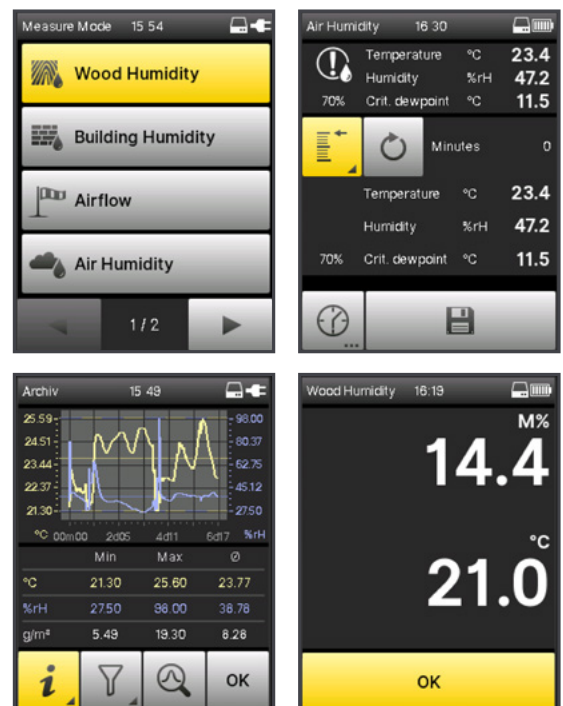 Measure Mode 15 54
Wood Humidity
Building Humidity
Airflow
Air Humidity
1 / 2
Air Humidity 16 30
Temperature °C 23.4
Humidity %rH 47.2
70% Crit. dewpoint °C 11.5
Minutes 0
Temperature °C 23.4
Humidity %rH 47.2
70% Crit. dewpoint °C 11.5
...
Archiv 15 49
25.59 98.00
24.51 80.37
23.44 62.75
22.37 45.12
21.30 27.50
°C 00m00 2d05 4d11 6d17 %rH
Min Max Ø
°C 21.30 25.60 23.77
%rH 27.50 98.00 38.78
g/m³ 5.49 19.30 8.28
i OK
Wood Humidity 16:19
M%
14.4
°C
21.0
OK